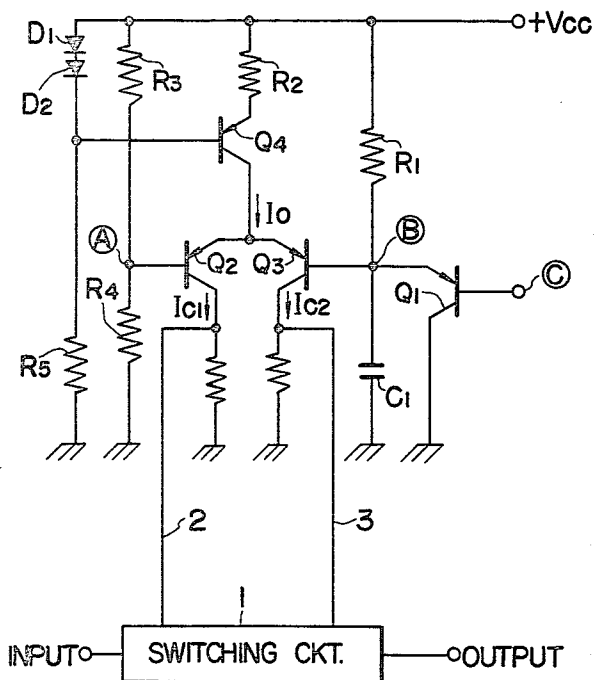 +Vcc
D1
D2
R3
R2
Q4
R1
Io
A
B
C
Q2
Q3
Q1
R4
Ic1
Ic2
R5
C1
2
3
1
INPUT
SWITCHING CKT.
OUTPUT